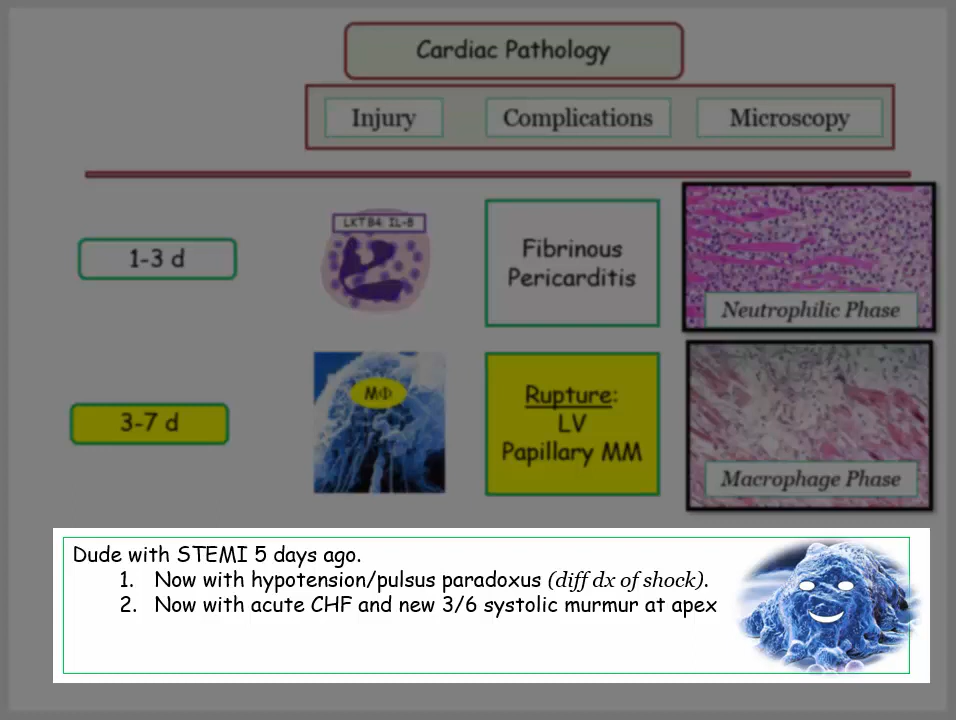 Cardiac Pathology
Injury
Complications
Microscopy
1-3 d
LKTB4: IL-8
Fibrinous
Pericarditis
Neutrophilic Phase
3-7 d
MΦ
Rupture:
LV
Papillary MM
Macrophage Phase
Dude with STEMI 5 days ago.
1. Now with hypotension/pulsus paradoxus (diff dx of shock).
2. Now with acute CHF and new 3/6 systolic murmur at apex